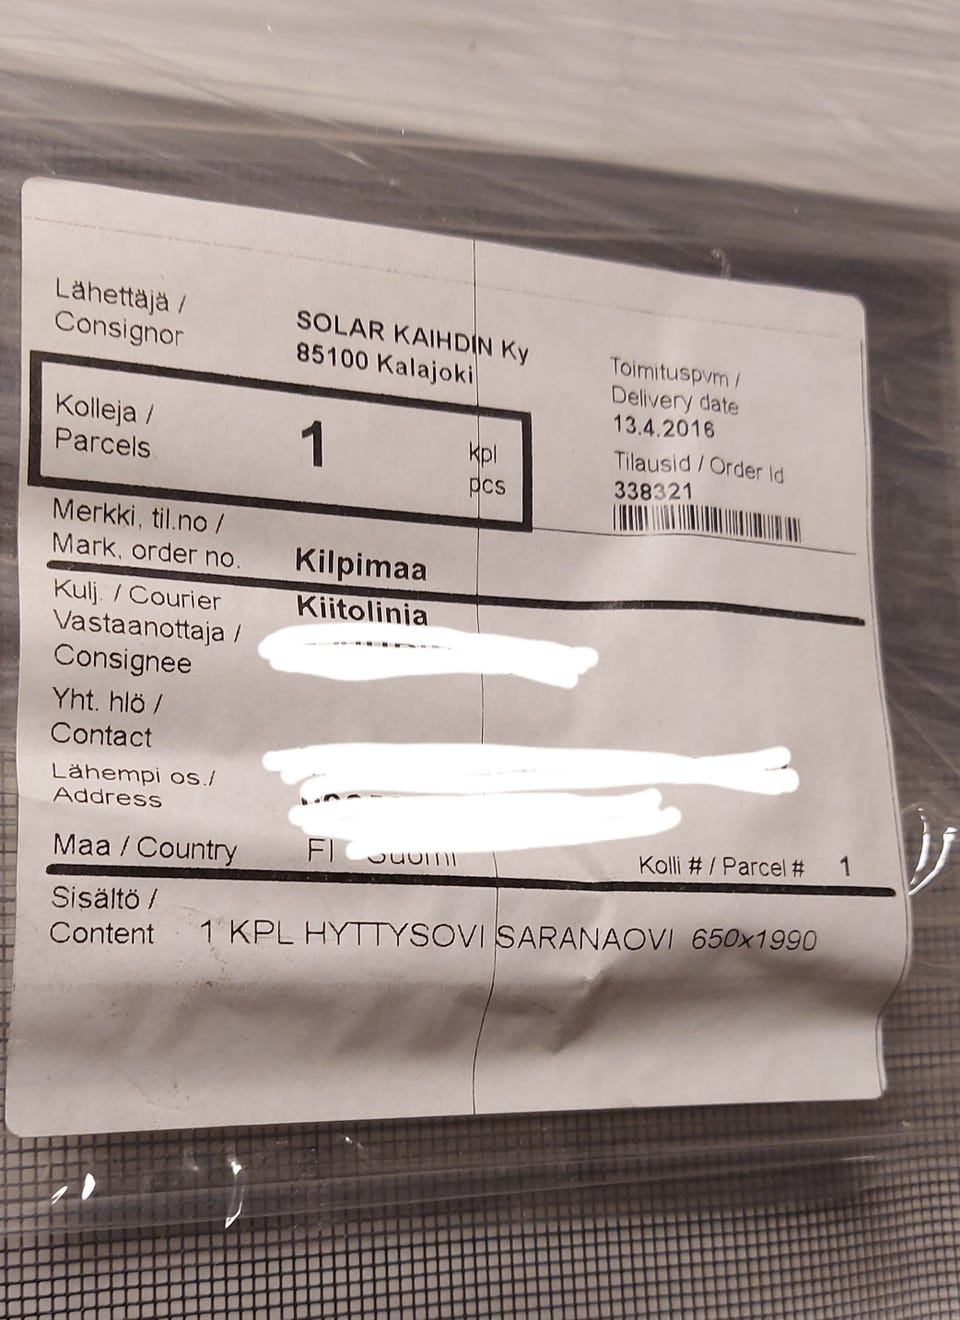 Lähettäjä /
Consignor
SOLAR KAIHDIN Ky
85100 Kalajoki
Toimituspvm /
Delivery date
13.4.2016
Tilausid / Order Id
338321
Kolleja /
Parcels
1
kpl
pcs
Merkki, til.no /
Mark, order no.
Kilpimaa
Kulj. / Courier
Kiitolinja
Vastaanottaja /
Consignee
Yht. hlö /
Contact
Lähempi os./
Address
Maa / Country
FI Suomi
Kolli # / Parcel # 1
Sisältö /
Content
1 KPL HYTTYSOVI SARANAOVI 650x1990